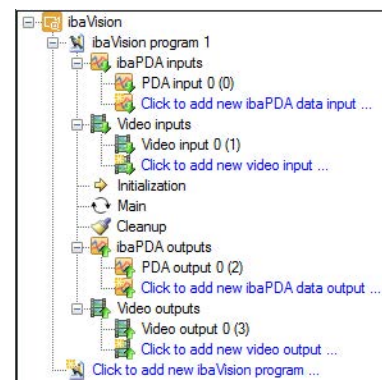 ibaVision
ibaVision program 1
ibaPDA inputs
PDA input 0 (0)
Click to add new ibaPDA data input ...
Video inputs
Video input 0 (1)
Click to add new video input ...
Initialization
Main
Cleanup
ibaPDA outputs
PDA output 0 (2)
Click to add new ibaPDA data output ...
Video outputs
Video output 0 (3)
Click to add new video output ...
Click to add new ibaVision program ...